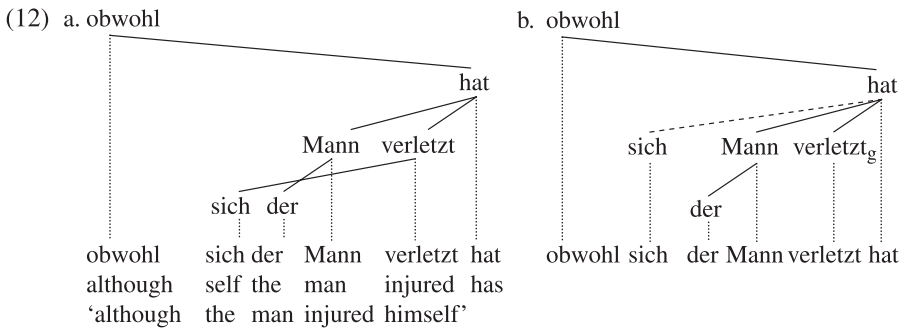 (12) a. obwohl b. obwohl
hat hat
Mann verletzt sich Mann verletztg
sich der der
obwohl sich der Mann verletzt hat obwohl sich der Mann verletzt hat
although self the man injured has
‘although the man injured himself’